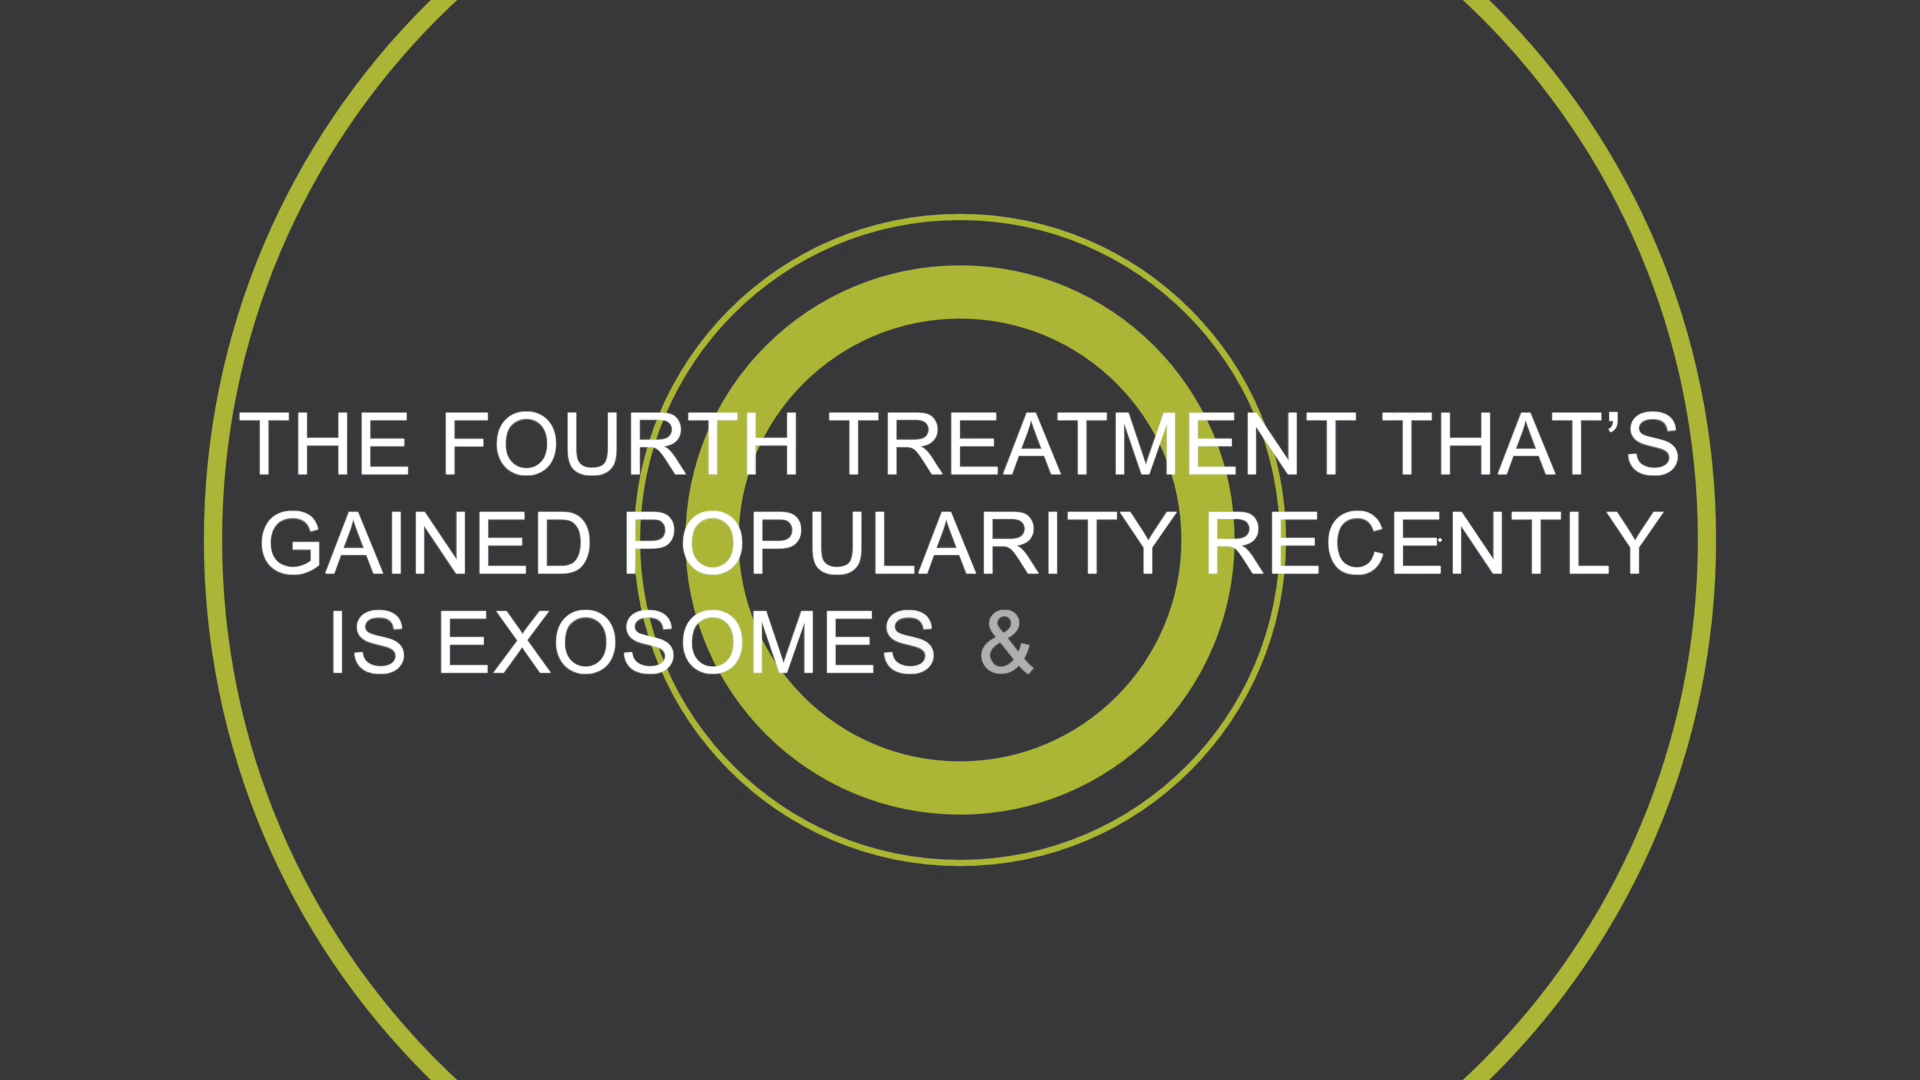 THE FOURTH TREATMENT THAT’S
GAINED POPULARITY RECENTLY
IS EXOSOMES &